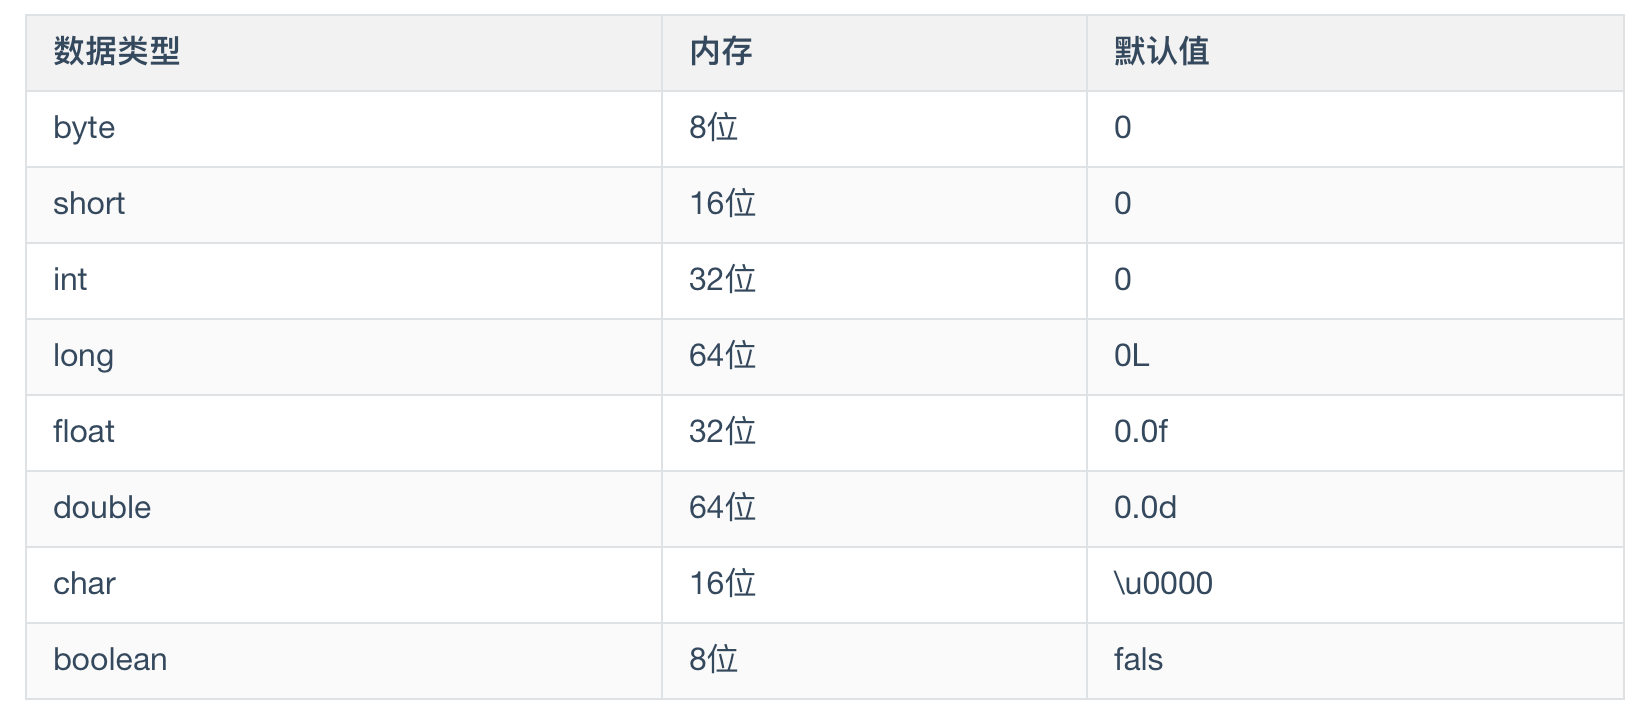 数据类型 内存 默认值
byte 8位 0
short 16位 0
int 32位 0
long 64位 0L
float 32位 0.0f
double 64位 0.0d
char 16位 \u0000
boolean 8位 fals